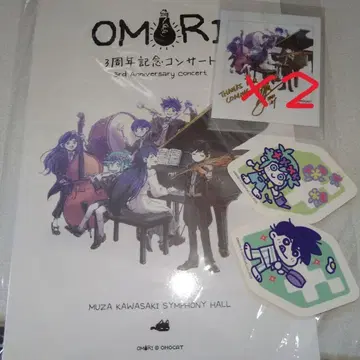 OMORI
3周年記念コンサート
3rd Anniversary Concert
THANKS
×2
MUZA KAWASAKI SYMPHONY HALL
OMORI © OMOCAT